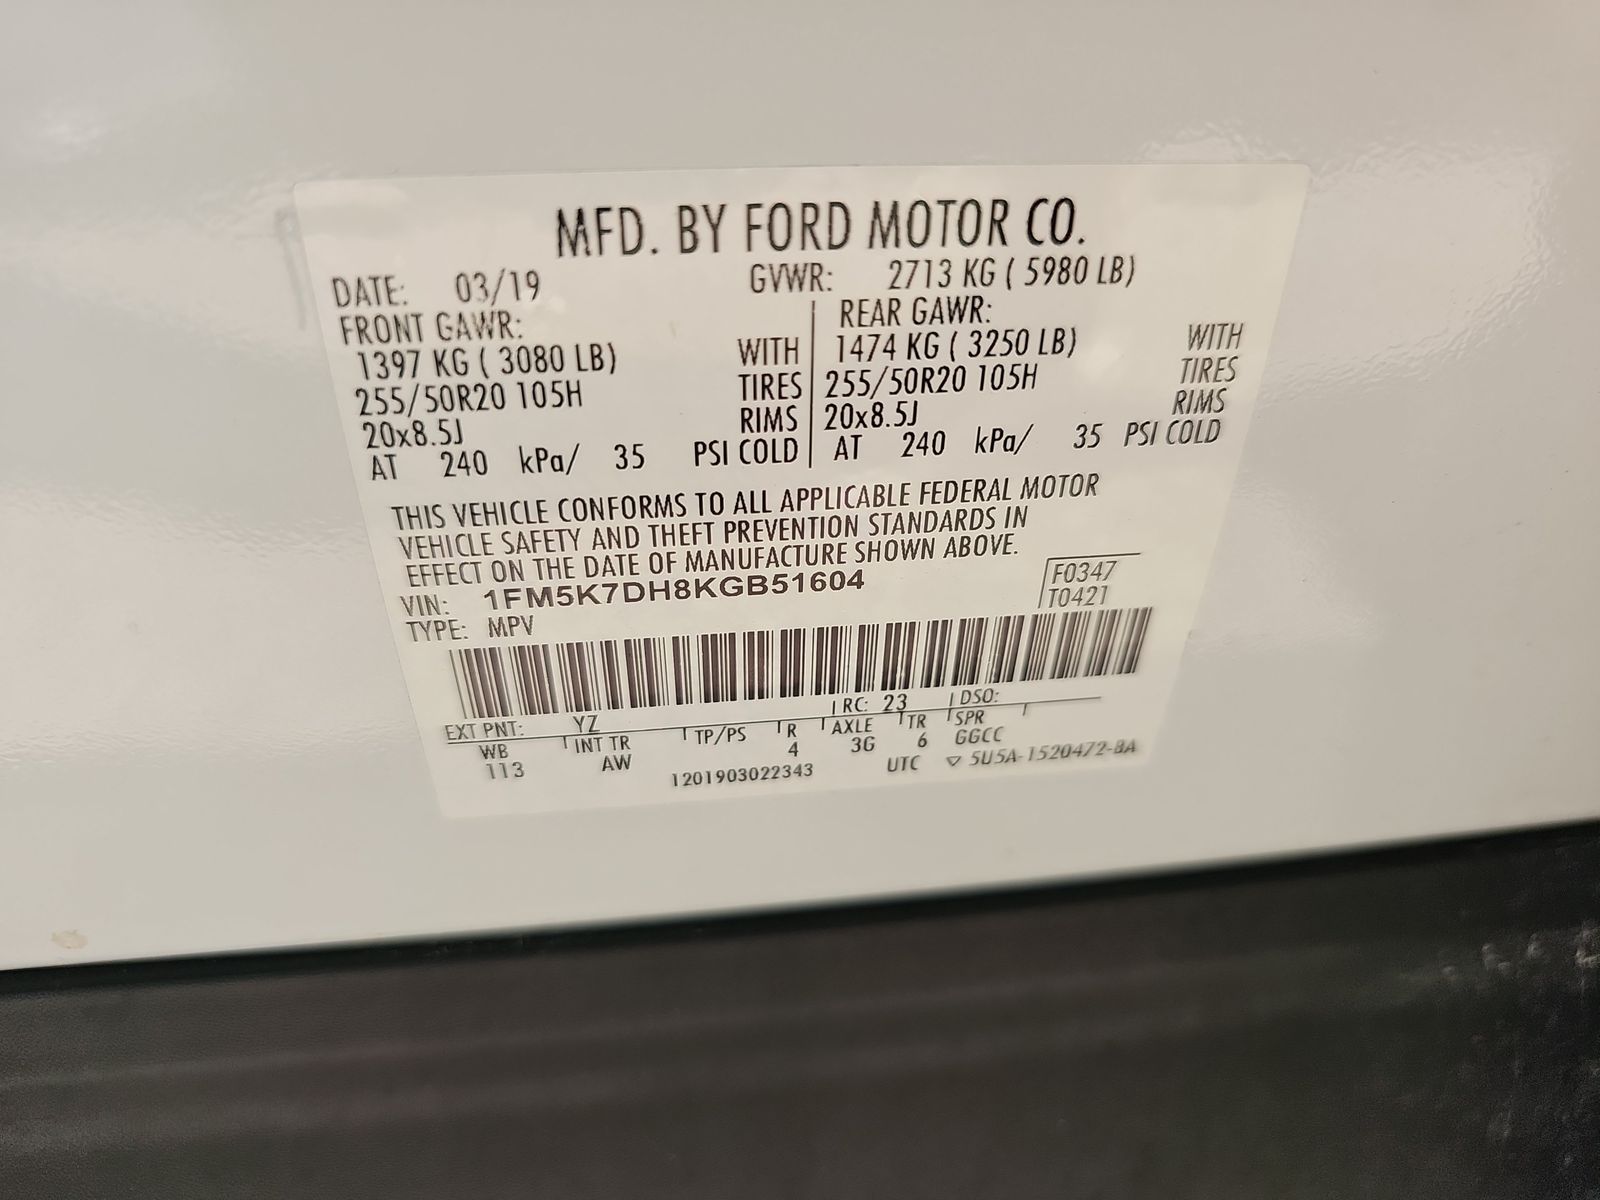 MFD. BY FORD MOTOR CO.
DATE: 03/19 GVWR: 2713 KG ( 5980 LB)
FRONT GAWR: REAR GAWR:
1397 KG ( 3080 LB) WITH 1474 KG ( 3250 LB) WITH
255/50R20 105H TIRES 255/50R20 105H TIRES
20x8.5J RIMS 20x8.5J RIMS
AT 240 kPa/ 35 PSI COLD AT 240 kPa/ 35 PSI COLD
THIS VEHICLE CONFORMS TO ALL APPLICABLE FEDERAL MOTOR
VEHICLE SAFETY AND THEFT PREVENTION STANDARDS IN
EFFECT ON THE DATE OF MANUFACTURE SHOWN ABOVE.
VIN: 1FM5K7DH8KGB51604 F0347
TYPE: MPV T0421
EXT PNT: YZ RC: 23 DSO:
WB INT TR TP/PS R AXLE TR SPR
113 AW 4 3G 6 GGCC
1201903022343 UTC ▽ 5U5A-1520472-BA